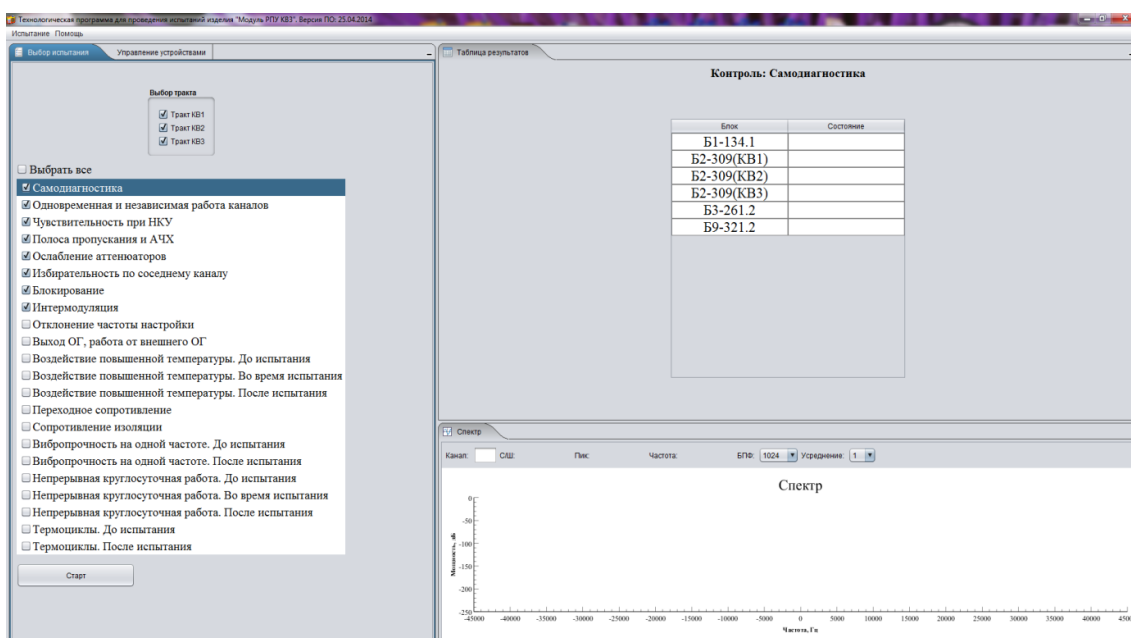 Технологическая программа для проведения испытаний изделия "Модуль РПУ КВ3". Версия ПО: 25.04.2014
Испытание Помощь
Выбор испытания Управление устройствами
Выбор тракта
Тракт КВ1
Тракт КВ2
Тракт КВ3
Выбрать все
Самодиагностика
Одновременная и независимая работа каналов
Чувствительность при НКУ
Полоса пропускания и АЧХ
Ослабление аттенюаторов
Избирательность по соседнему каналу
Блокирование
Интермодуляция
Отклонение частоты настройки
Выход ОГ, работа от внешнего ОГ
Воздействие повышенной температуры. До испытания
Воздействие повышенной температуры. Во время испытания
Воздействие повышенной температуры. После испытания
Переходное сопротивление
Сопротивление изоляции
Вибропрочность на одной частоте. До испытания
Вибропрочность на одной частоте. После испытания
Непрерывная круглосуточная работа. До испытания
Непрерывная круглосуточная работа. Во время испытания
Непрерывная круглосуточная работа. После испытания
Термоциклы. До испытания
Термоциклы. После испытания
Старт
Таблица результатов
Контроль: Самодиагностика
Блок Состояние
Б1-134.1
Б2-309(КВ1)
Б2-309(КВ2)
Б2-309(КВ3)
Б3-261.2
Б9-321.2
Спектр
Канал: С/Ш: Пик: Частота: БПФ: 1024 Усреднение: 1
Спектр
Мощность, дБ
0
-50
-100
-150
-200
-250
-45000 -40000 -35000 -30000 -25000 -20000 -15000 -10000 -5000 0 5000 10000 15000 20000 25000 30000 35000 40000 4500
Частота, Гц